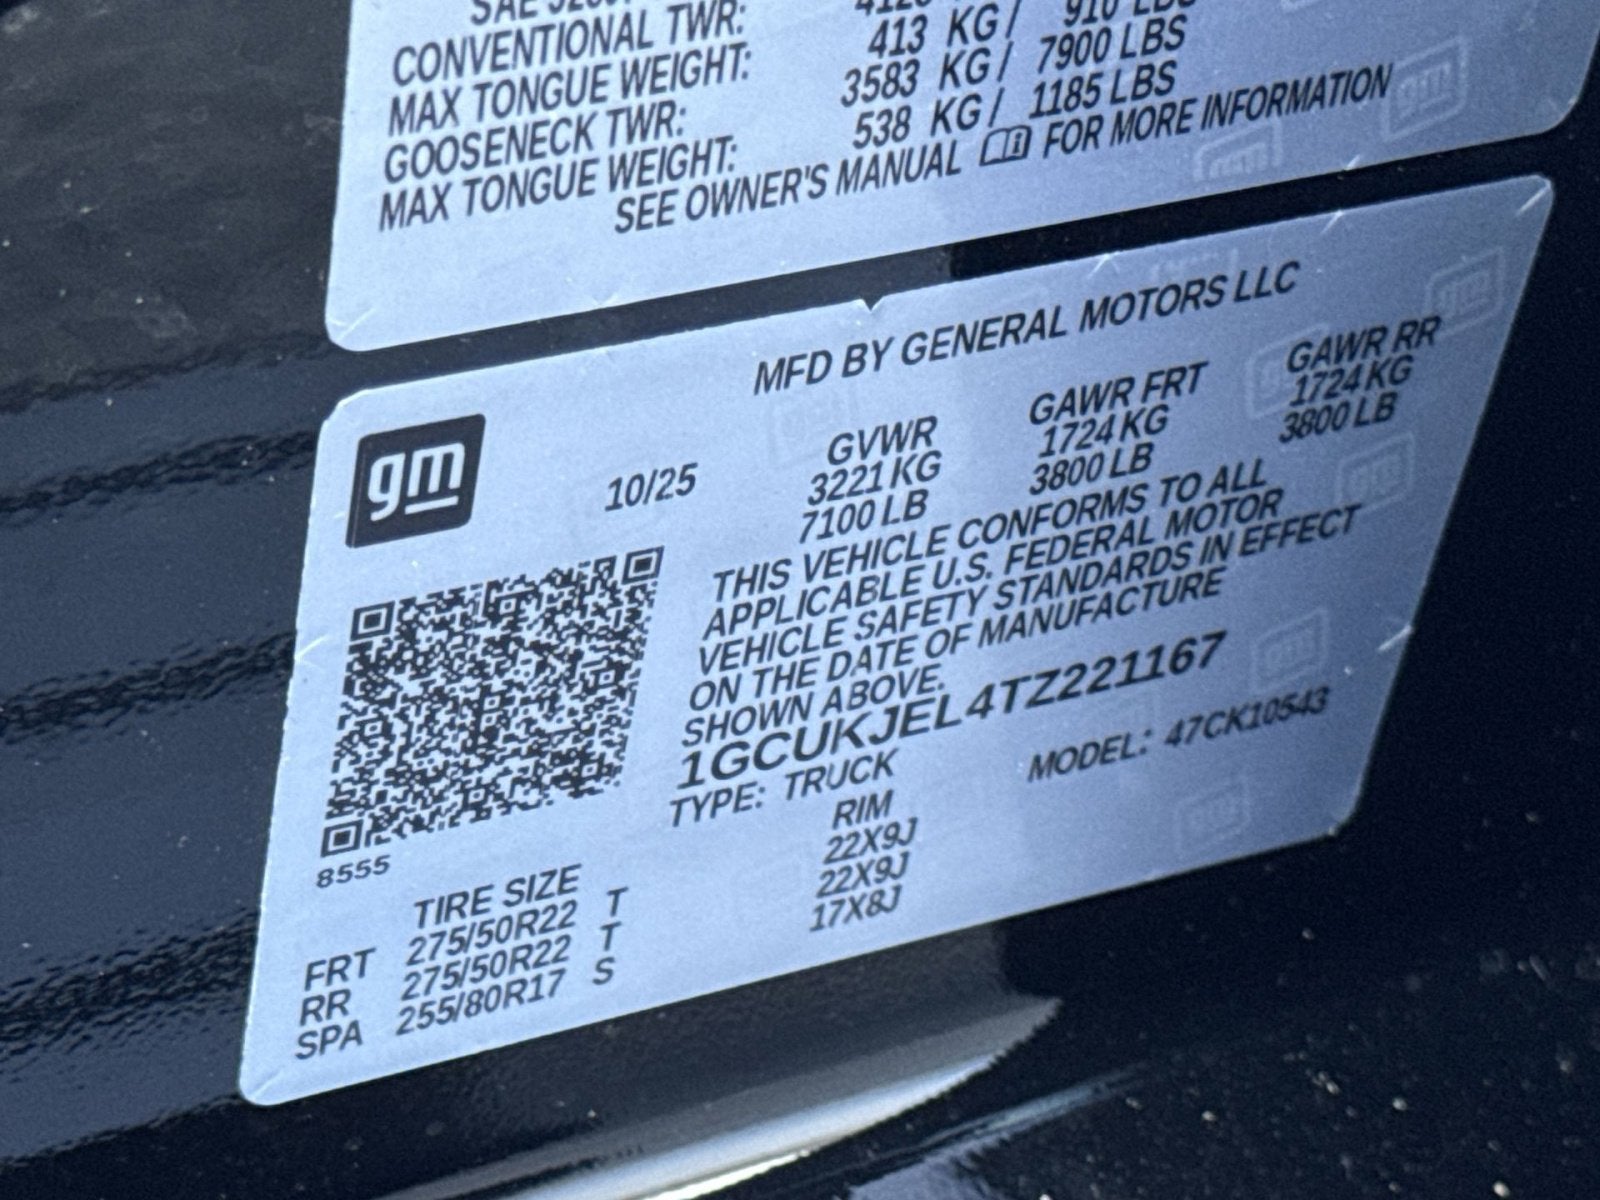 CONVENTIONAL TWR: 413 KG / 910 LBS
MAX TONGUE WEIGHT: 3583 KG / 7900 LBS
GOOSENECK TWR: 538 KG / 1185 LBS
MAX TONGUE WEIGHT:
SEE OWNER'S MANUAL FOR MORE INFORMATION
MFD BY GENERAL MOTORS LLC
gm
10/25
GVWR GAWR FRT GAWR RR
3221 KG 1724 KG 1724 KG
7100 LB 3800 LB 3800 LB
THIS VEHICLE CONFORMS TO ALL
APPLICABLE U.S. FEDERAL MOTOR
VEHICLE SAFETY STANDARDS IN EFFECT
ON THE DATE OF MANUFACTURE
SHOWN ABOVE.
1GCUKJEL4TZ221167
TYPE: TRUCK MODEL: 47CK10543
8555
TIRE SIZE RIM
FRT 275/50R22 T 22X9J
RR 275/50R22 T 22X9J
SPA 255/80R17 S 17X8J